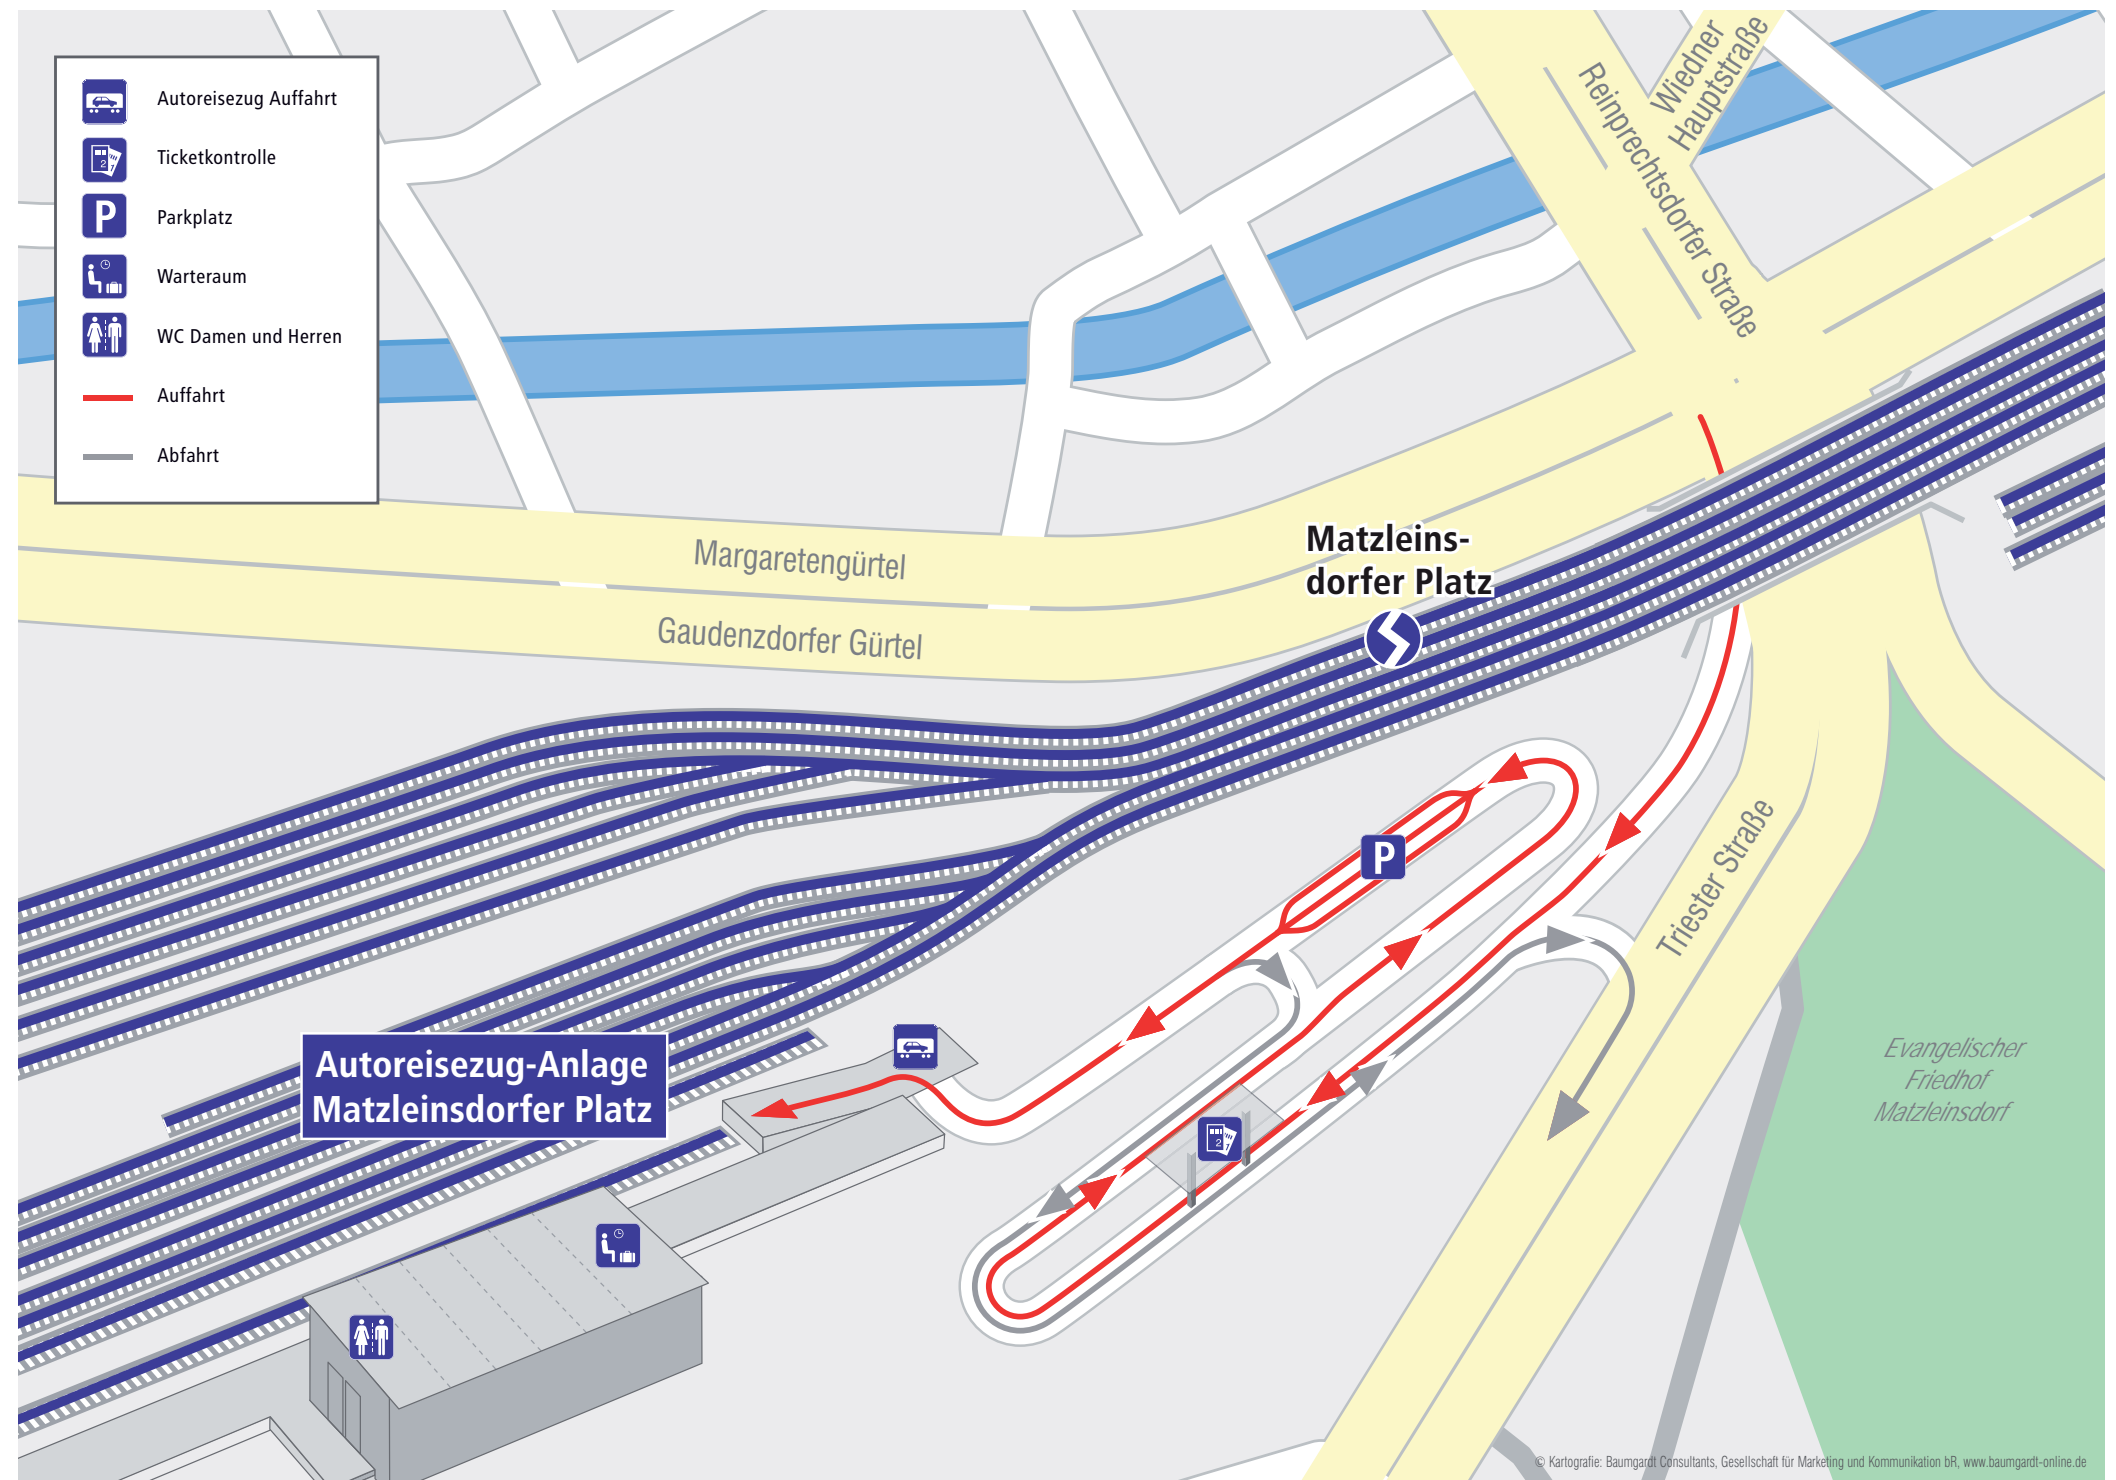 Autoreisezug Auffahrt
Ticketkontrolle
P
Parkplatz
Warteraum
WC Damen und Herren
Auffahrt
Abfahrt
Wiedner
Hauptstraße
Reinprechtsdorfer Straße
Margaretengürtel
Gaudenzdorfer Gürtel
Matzleins-
dorfer Platz
P
Triester Straße
Autoreisezug-Anlage
Matzleinsdorfer Platz
Evangelischer
Friedhof
Matzleinsdorf
© Kartografie: Baumgardt Consultants, Gesellschaft für Marketing und Kommunikation bR, www.baumgardt-online.de